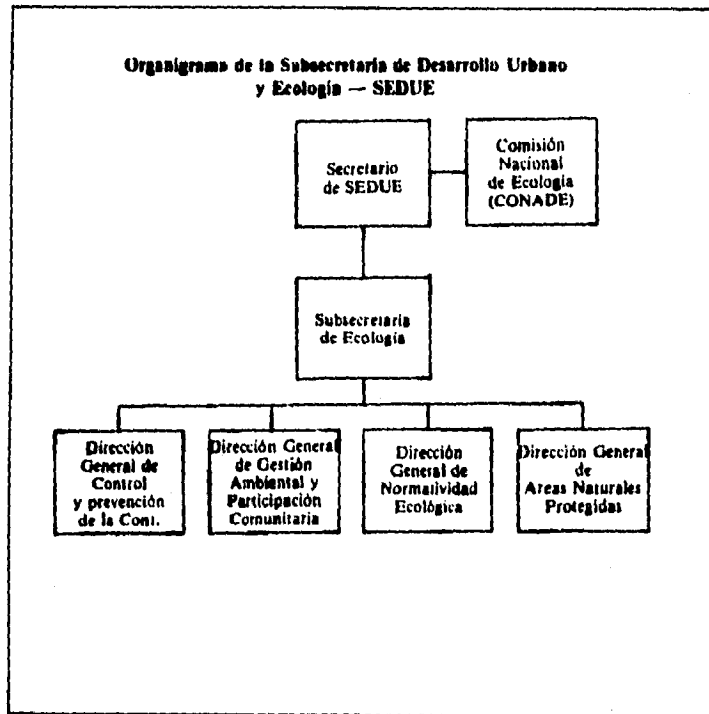 Organigrama de la Subsecretaría de Desarrollo Urbano
y Ecología — SEDUE
Secretario
de SEDUE
Comisión
Nacional
de Ecología
(CONADE)
Subsecretaría
de Ecología
Dirección
General de
Control
y prevención
de la Cont.
Dirección General
de Gestión
Ambiental y
Participación
Comunitaria
Dirección
General de
Normatividad
Ecológica
Dirección General
de
Areas Naturales
Protegidas